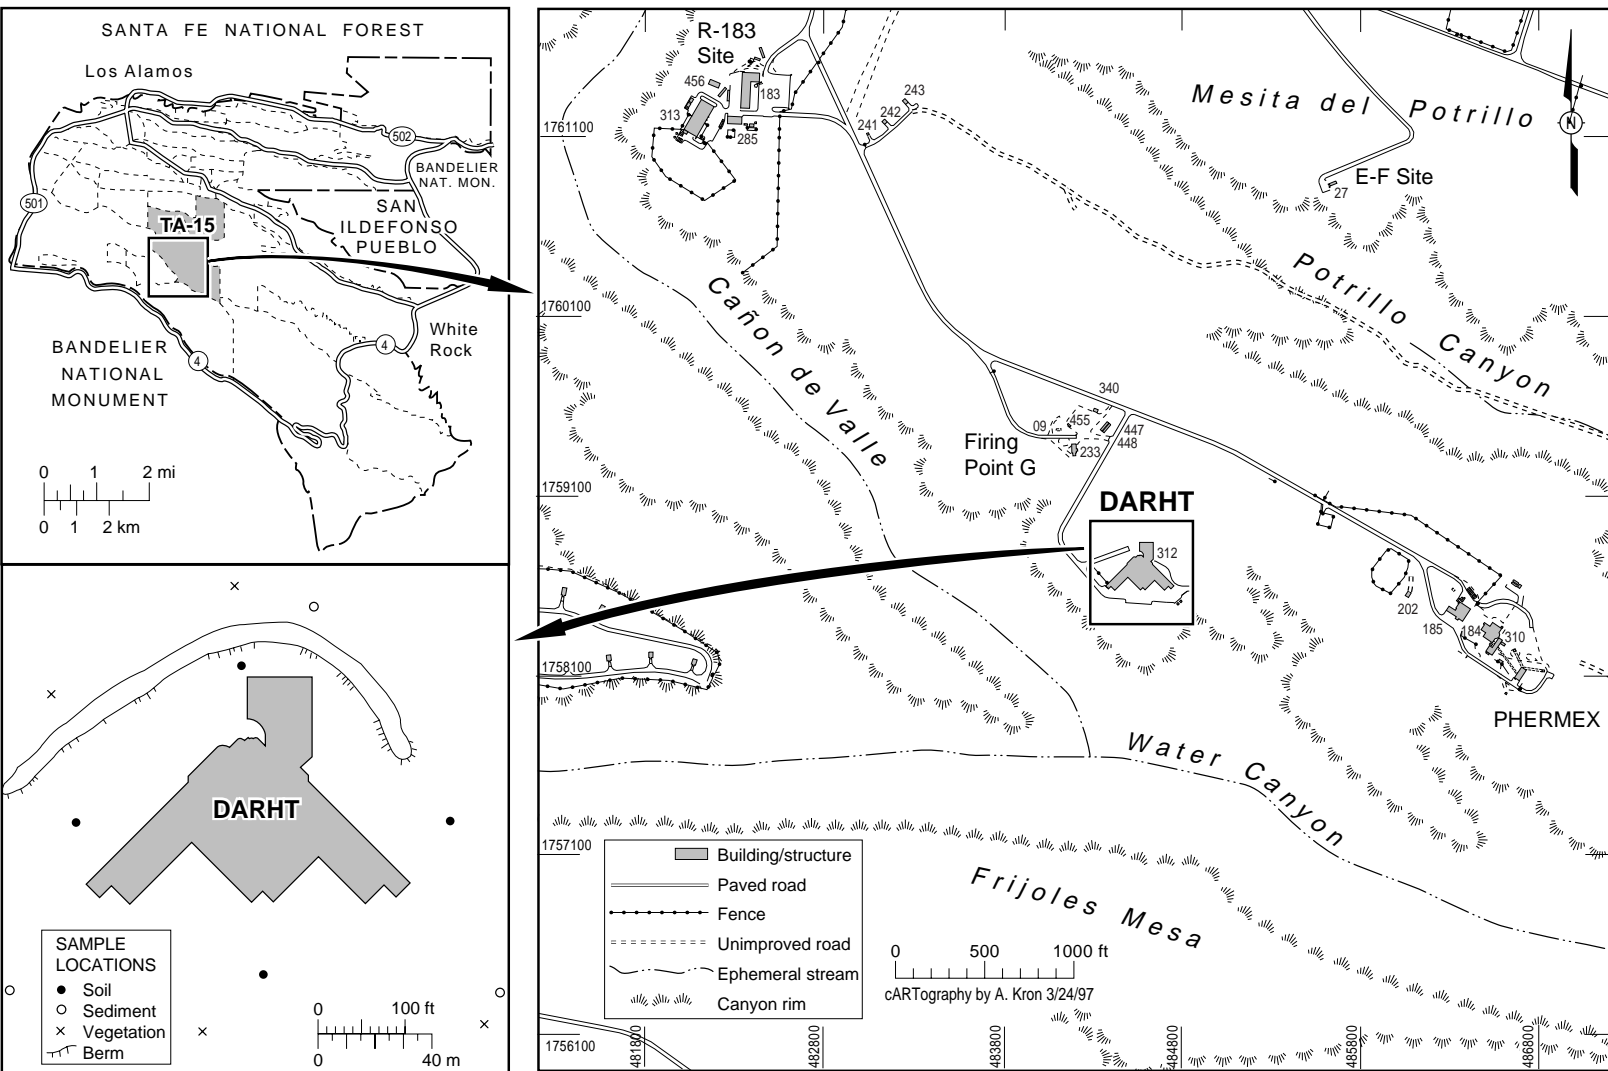 SANTA FE NATIONAL FOREST
Los Alamos
502
BANDELIER
NAT. MON.
501
SAN
ILDEFONSO
PUEBLO
TA-15
White
Rock
4
4
BANDELIER
NATIONAL
MONUMENT
0 1 2 mi
0 1 2 km
DARHT
SAMPLE
LOCATIONS
Soil
Sediment
Vegetation
Berm
0 100 ft
0 40 m
R-183
Site
456
183
313
285
241
242
243
Mesita del Potrillo
N
E-F Site
27
1761100
1760100
1759100
1758100
1757100
1756100
Cañon de Valle
Potrillo Canyon
340
09
455
447
448
233
Firing
Point G
DARHT
312
202
185
184
310
PHERMEX
Water Canyon
Frijoles Mesa
Building/structure
Paved road
Fence
Unimproved road
Ephemeral stream
Canyon rim
0 500 1000 ft
cARTography by A. Kron 3/24/97
481800
482800
483800
484800
485800
486800